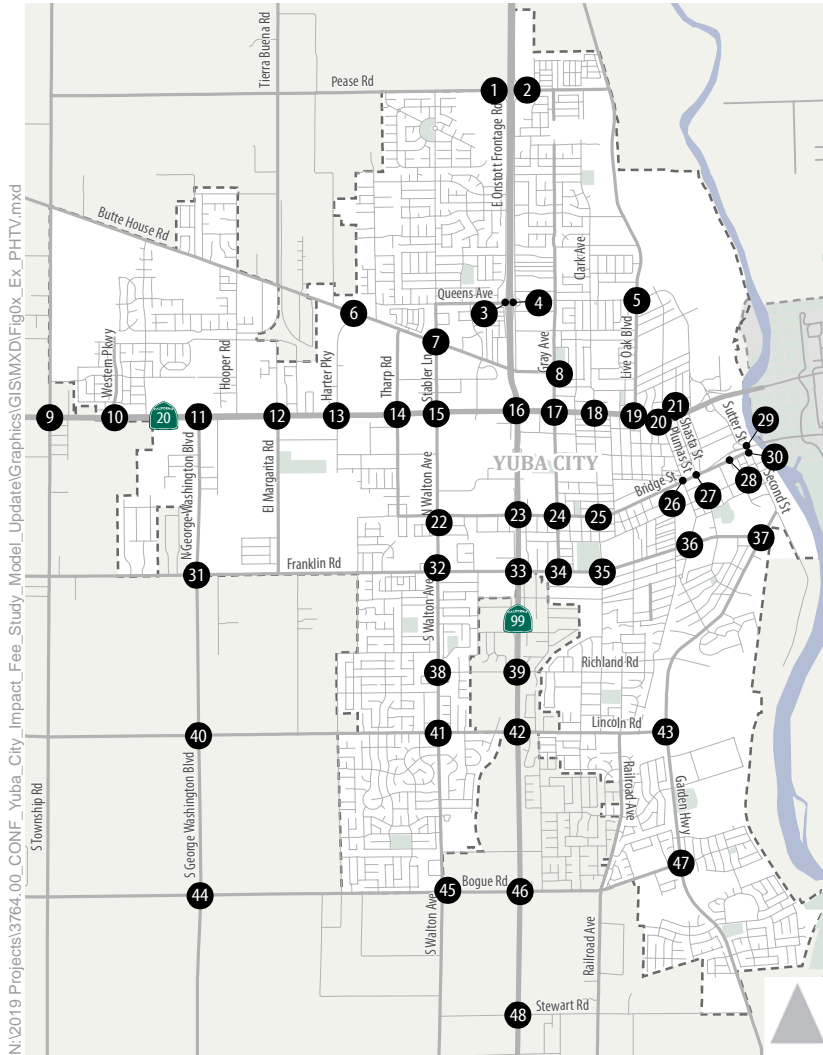 N:\2019 Projects\3764.00_CONF_Yuba_City_Impact_Fee_Study_Model_Update\Graphics\GIS\MXD\Fig0x_Ex_PHTV.mxd
Tierra Buena Rd
Pease Rd
1
2
E Onstott Frontage Rd
Butte House Rd
Clark Ave
Queens Ave
3
4
5
6
7
8
Gray Ave
Live Oak Blvd
Western Pkwy
Hooper Rd
Harter Pky
Tharp Rd
Stabler Ln
9
10
CALIFORNIA
20
11
12
13
14
15
16
17
18
19
20
21
Shasta St
Plumas St
Sutter St
29
30
28
Second St
27
26
Bridge St
YUBA CITY
N George Washington Blvd
El Margarita Rd
N Walton Ave
22
23
24
25
Franklin Rd
31
32
33
34
35
36
37
S Walton Ave
CALIFORNIA
99
38
39
Richland Rd
Lincoln Rd
40
41
42
43
S Township Rd
S George Washington Blvd
Railroad Ave
Garden Hwy
44
45
Bogue Rd
46
47
S Walton Ave
Railroad Ave
48
Stewart Rd